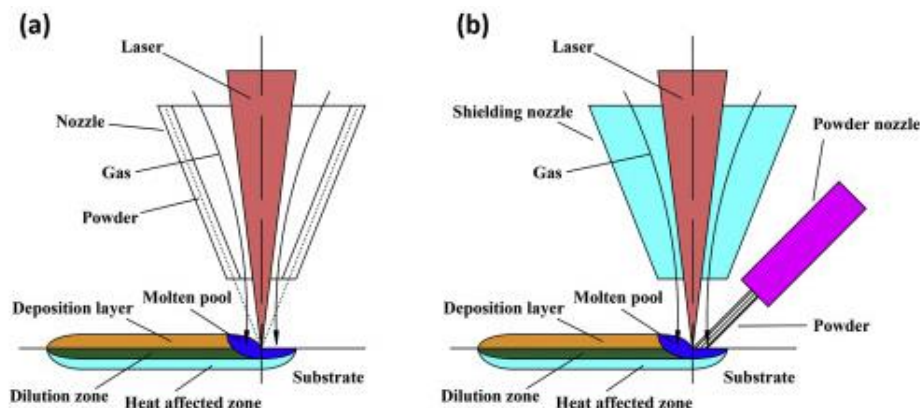 (a)
Laser
Nozzle
Gas
Powder
Deposition layer
Molten pool
Substrate
Dilution zone
Heat affected zone
(b)
Laser
Shielding nozzle
Powder nozzle
Gas
Deposition layer
Molten pool
Powder
Substrate
Dilution zone
Heat affected zone